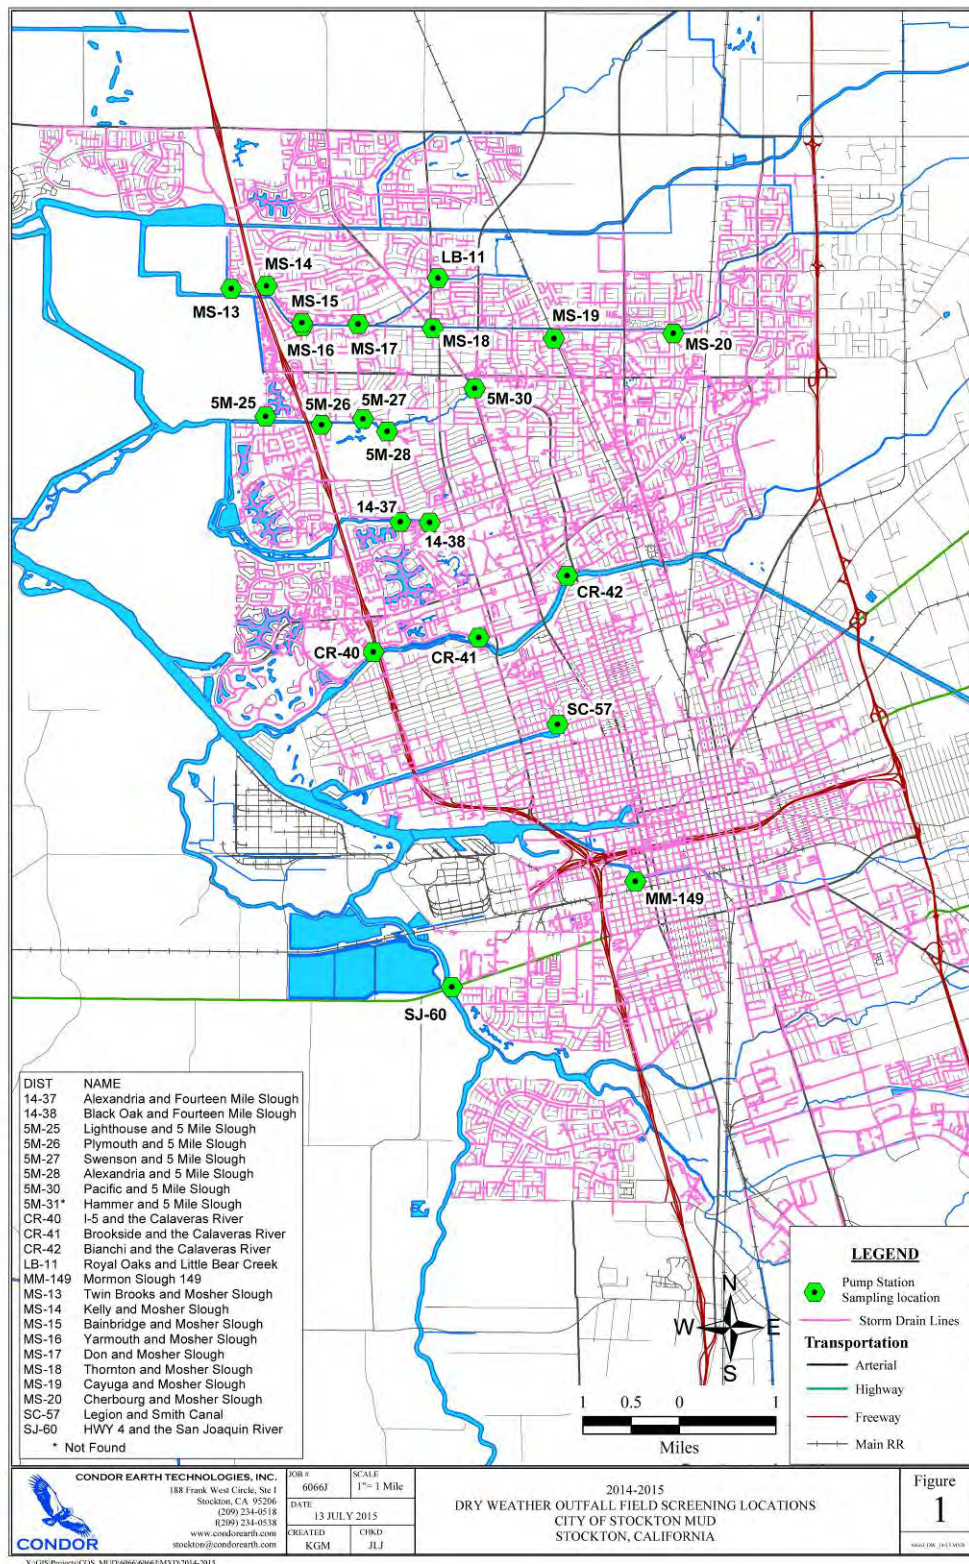 LB-11
MS-14
MS-13
MS-15
MS-16
MS-17
MS-18
MS-19
MS-20
5M-25
5M-26
5M-27
5M-28
5M-30
14-37
14-38
CR-42
CR-40
CR-41
SC-57
MM-149
SJ-60
DIST NAME
14-37 Alexandria and Fourteen Mile Slough
14-38 Black Oak and Fourteen Mile Slough
5M-25 Lighthouse and 5 Mile Slough
5M-26 Plymouth and 5 Mile Slough
5M-27 Swenson and 5 Mile Slough
5M-28 Alexandria and 5 Mile Slough
5M-30 Pacific and 5 Mile Slough
5M-31* Hammer and 5 Mile Slough
CR-40 I-5 and the Calaveras River
CR-41 Brookside and the Calaveras River
CR-42 Bianchi and the Calaveras River
LB-11 Royal Oaks and Little Bear Creek
MM-149 Mormon Slough 149
MS-13 Twin Brooks and Mosher Slough
MS-14 Kelly and Mosher Slough
MS-15 Bainbridge and Mosher Slough
MS-16 Yarmouth and Mosher Slough
MS-17 Don and Mosher Slough
MS-18 Thornton and Mosher Slough
MS-19 Cayuga and Mosher Slough
MS-20 Cherbourg and Mosher Slough
SC-57 Legion and Smith Canal
SJ-60 HWY 4 and the San Joaquin River
* Not Found
N
W E
S
1 0.5 0 1
Miles
LEGEND
Pump Station
Sampling location
Storm Drain Lines
Transportation
Arterial
Highway
Freeway
Main RR
CONDOR
CONDOR EARTH TECHNOLOGIES, INC.
188 Frank West Circle, Ste I
Stockton, CA 95206
(209) 234-0518
f(209) 234-0538
www.condorearth.com
stockton@condorearth.com
JOB #
6066J
SCALE
1"= 1 Mile
DATE
13 JULY 2015
CREATED
KGM
CHKD
JLJ
2014-2015
DRY WEATHER OUTFALL FIELD SCREENING LOCATIONS
CITY OF STOCKTON MUD
STOCKTON, CALIFORNIA
Figure
1